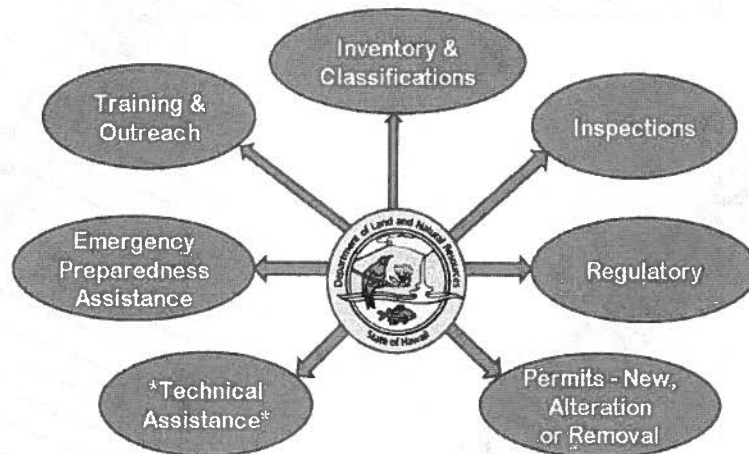 Inventory &
Classifications
Training &
Outreach
Inspections
Emergency
Preparedness
Assistance
Department of Land and Natural Resources
State of Hawaii
Regulatory
*Technical
Assistance*
Permits - New,
Alteration
or Removal